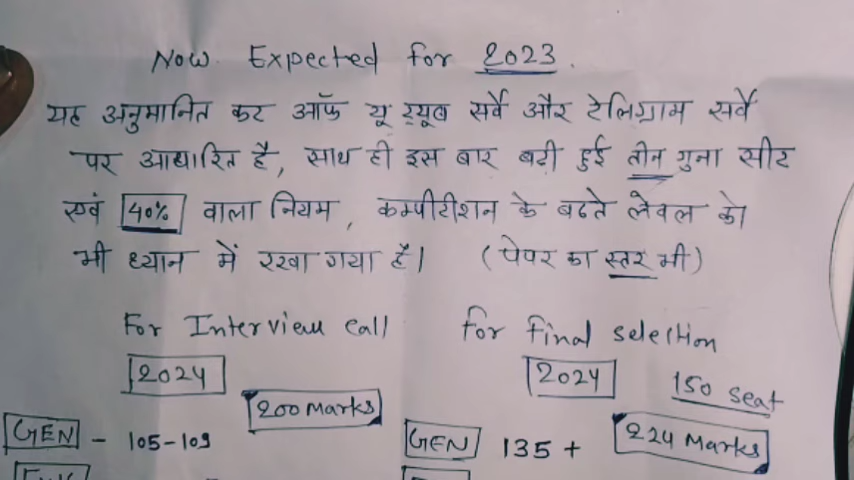 Now Expected for 2023.
यह अनुमानित कट ऑफ यू ट्यूब सर्वे और टेलिग्राम सर्वे
पर आधारित है, साथ ही इस बार बढ़ी हुई तीन गुना सीट
एवं 40% वाला नियम, कम्पीटीशन के बढते लेवल को
भी ध्यान में रखा गया है। (पेपर का स्तर भी)
For Interview call For final selection
2024 2024 150 seat
200 Marks 224 Marks
GEN - 105-109 GEN 135 +